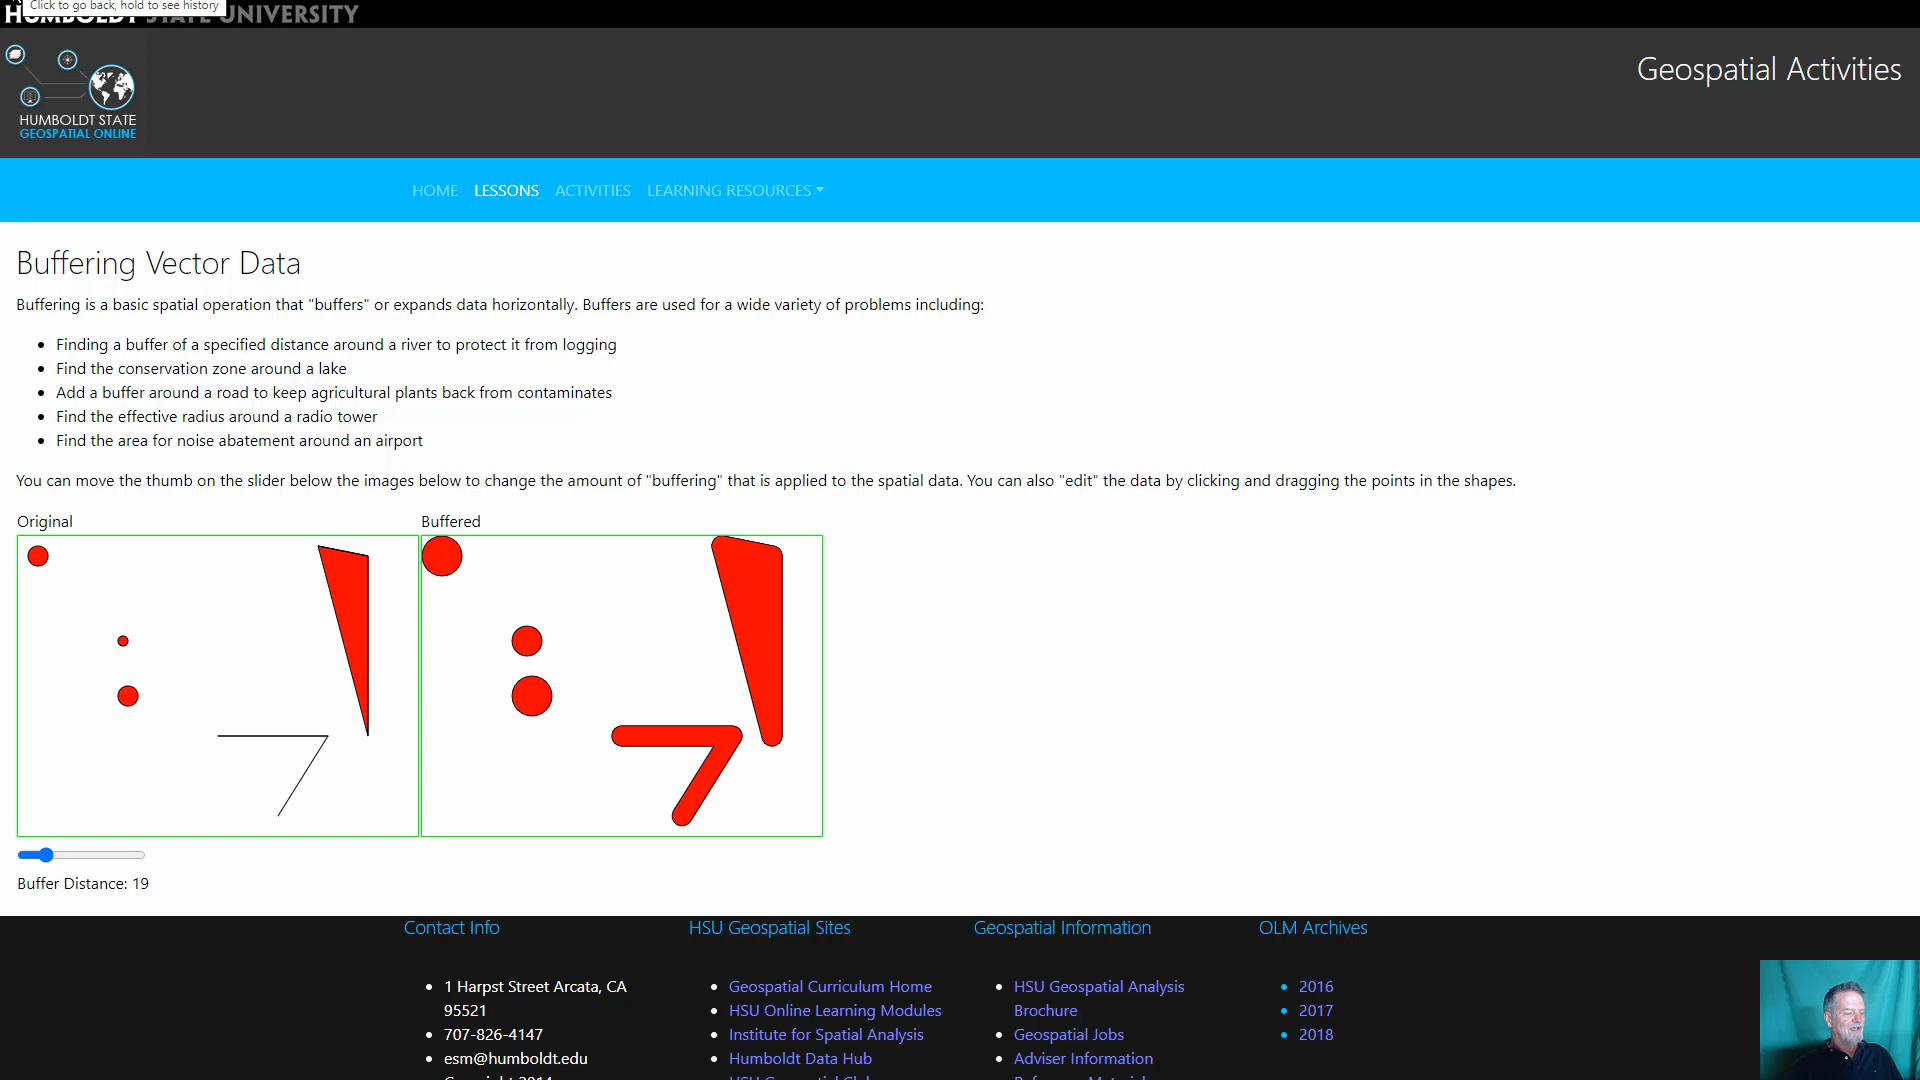 Click to go back, hold to see history
HUMBOLDT STATE UNIVERSITY
HUMBOLDT STATE
GEOSPATIAL ONLINE
Geospatial Activities
HOME LESSONS ACTIVITIES LEARNING RESOURCES
Buffering Vector Data
Buffering is a basic spatial operation that "buffers" or expands data horizontally. Buffers are used for a wide variety of problems including:
Finding a buffer of a specified distance around a river to protect it from logging
Find the conservation zone around a lake
Add a buffer around a road to keep agricultural plants back from contaminates
Find the effective radius around a radio tower
Find the area for noise abatement around an airport
You can move the thumb on the slider below the images below to change the amount of "buffering" that is applied to the spatial data. You can also "edit" the data by clicking and dragging the points in the shapes.
Original
Buffered
Buffer Distance: 19
Contact Info
1 Harpst Street Arcata, CA
95521
707-826-4147
esm@humboldt.edu
HSU Geospatial Sites
Geospatial Curriculum Home
HSU Online Learning Modules
Institute for Spatial Analysis
Humboldt Data Hub
Geospatial Information
HSU Geospatial Analysis
Brochure
Geospatial Jobs
Adviser Information
OLM Archives
2016
2017
2018